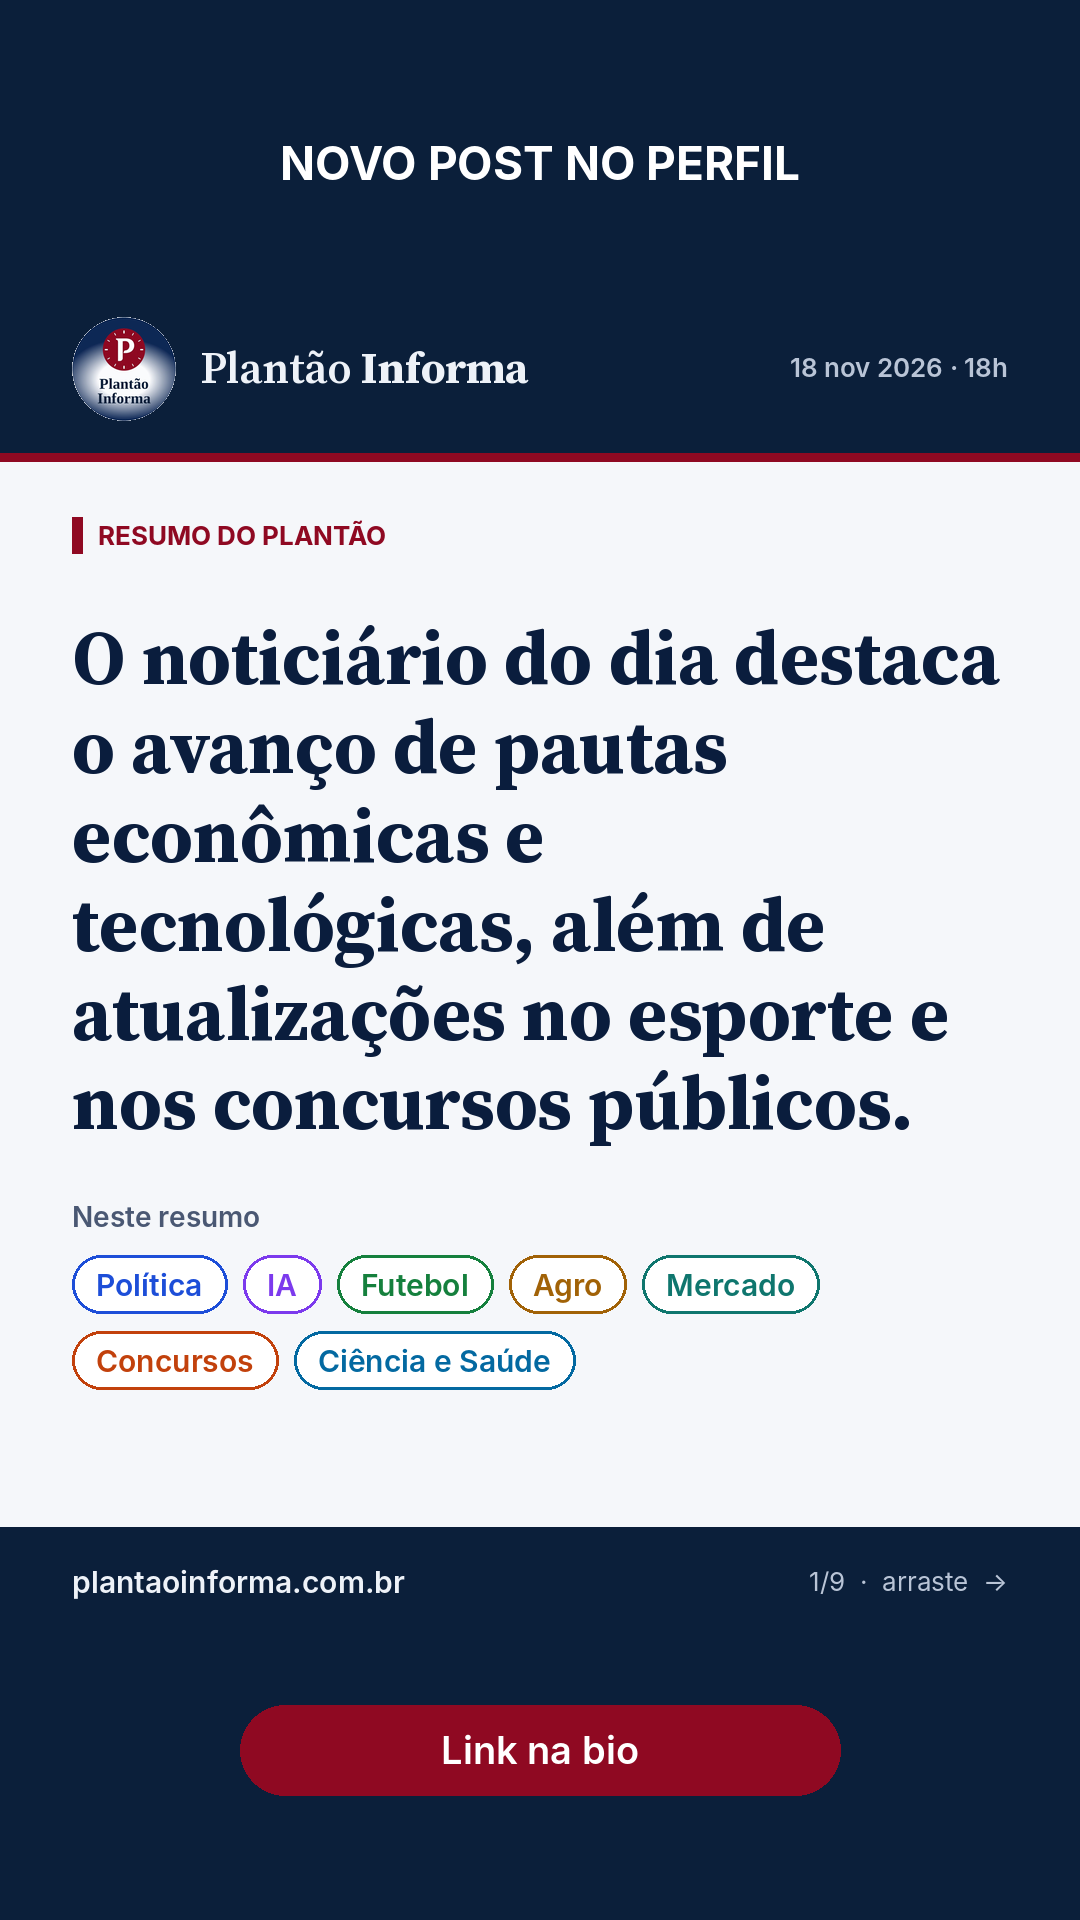 NOVO POST NO PERFIL
P
Plantão
Informa
Plantão Informa
18 nov 2026 · 18h
RESUMO DO PLANTÃO
O noticiário do dia destaca
o avanço de pautas
econômicas e
tecnológicas, além de
atualizações no esporte e
nos concursos públicos.
Neste resumo
Política IA Futebol Agro Mercado
Concursos Ciência e Saúde
plantaoinforma.com.br
1/9 · arraste →
Link na bio